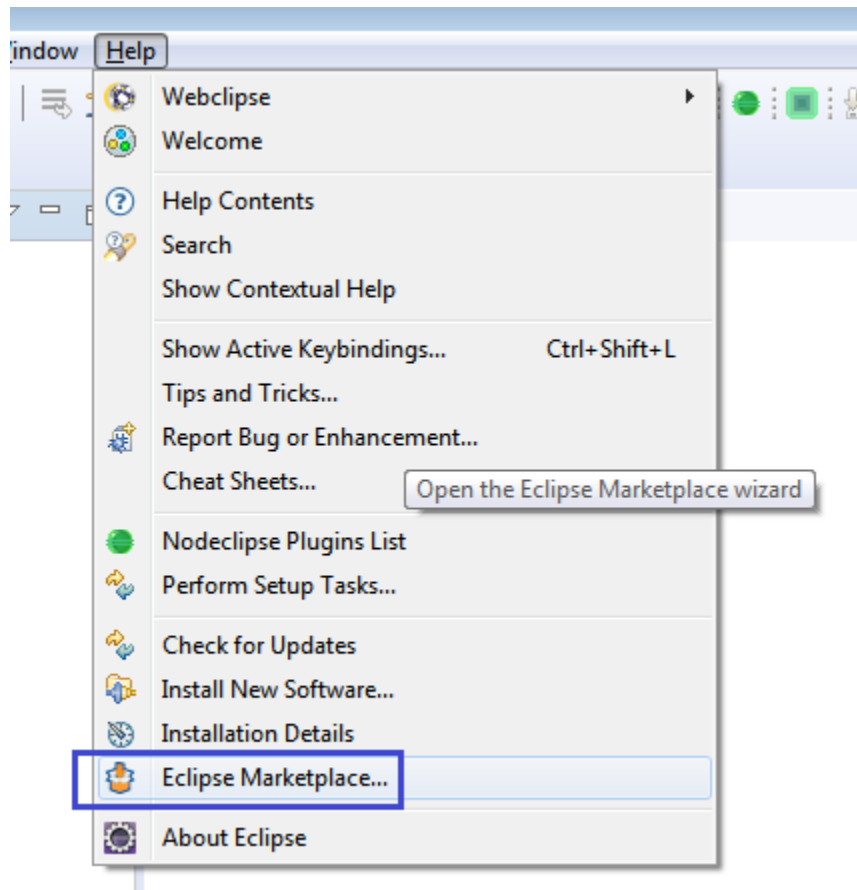 indow Help
Webclipse
Welcome
Help Contents
Search
Show Contextual Help
Show Active Keybindings... Ctrl+Shift+L
Tips and Tricks...
Report Bug or Enhancement...
Cheat Sheets...
Open the Eclipse Marketplace wizard
Nodeclipse Plugins List
Perform Setup Tasks...
Check for Updates
Install New Software...
Installation Details
Eclipse Marketplace...
About Eclipse